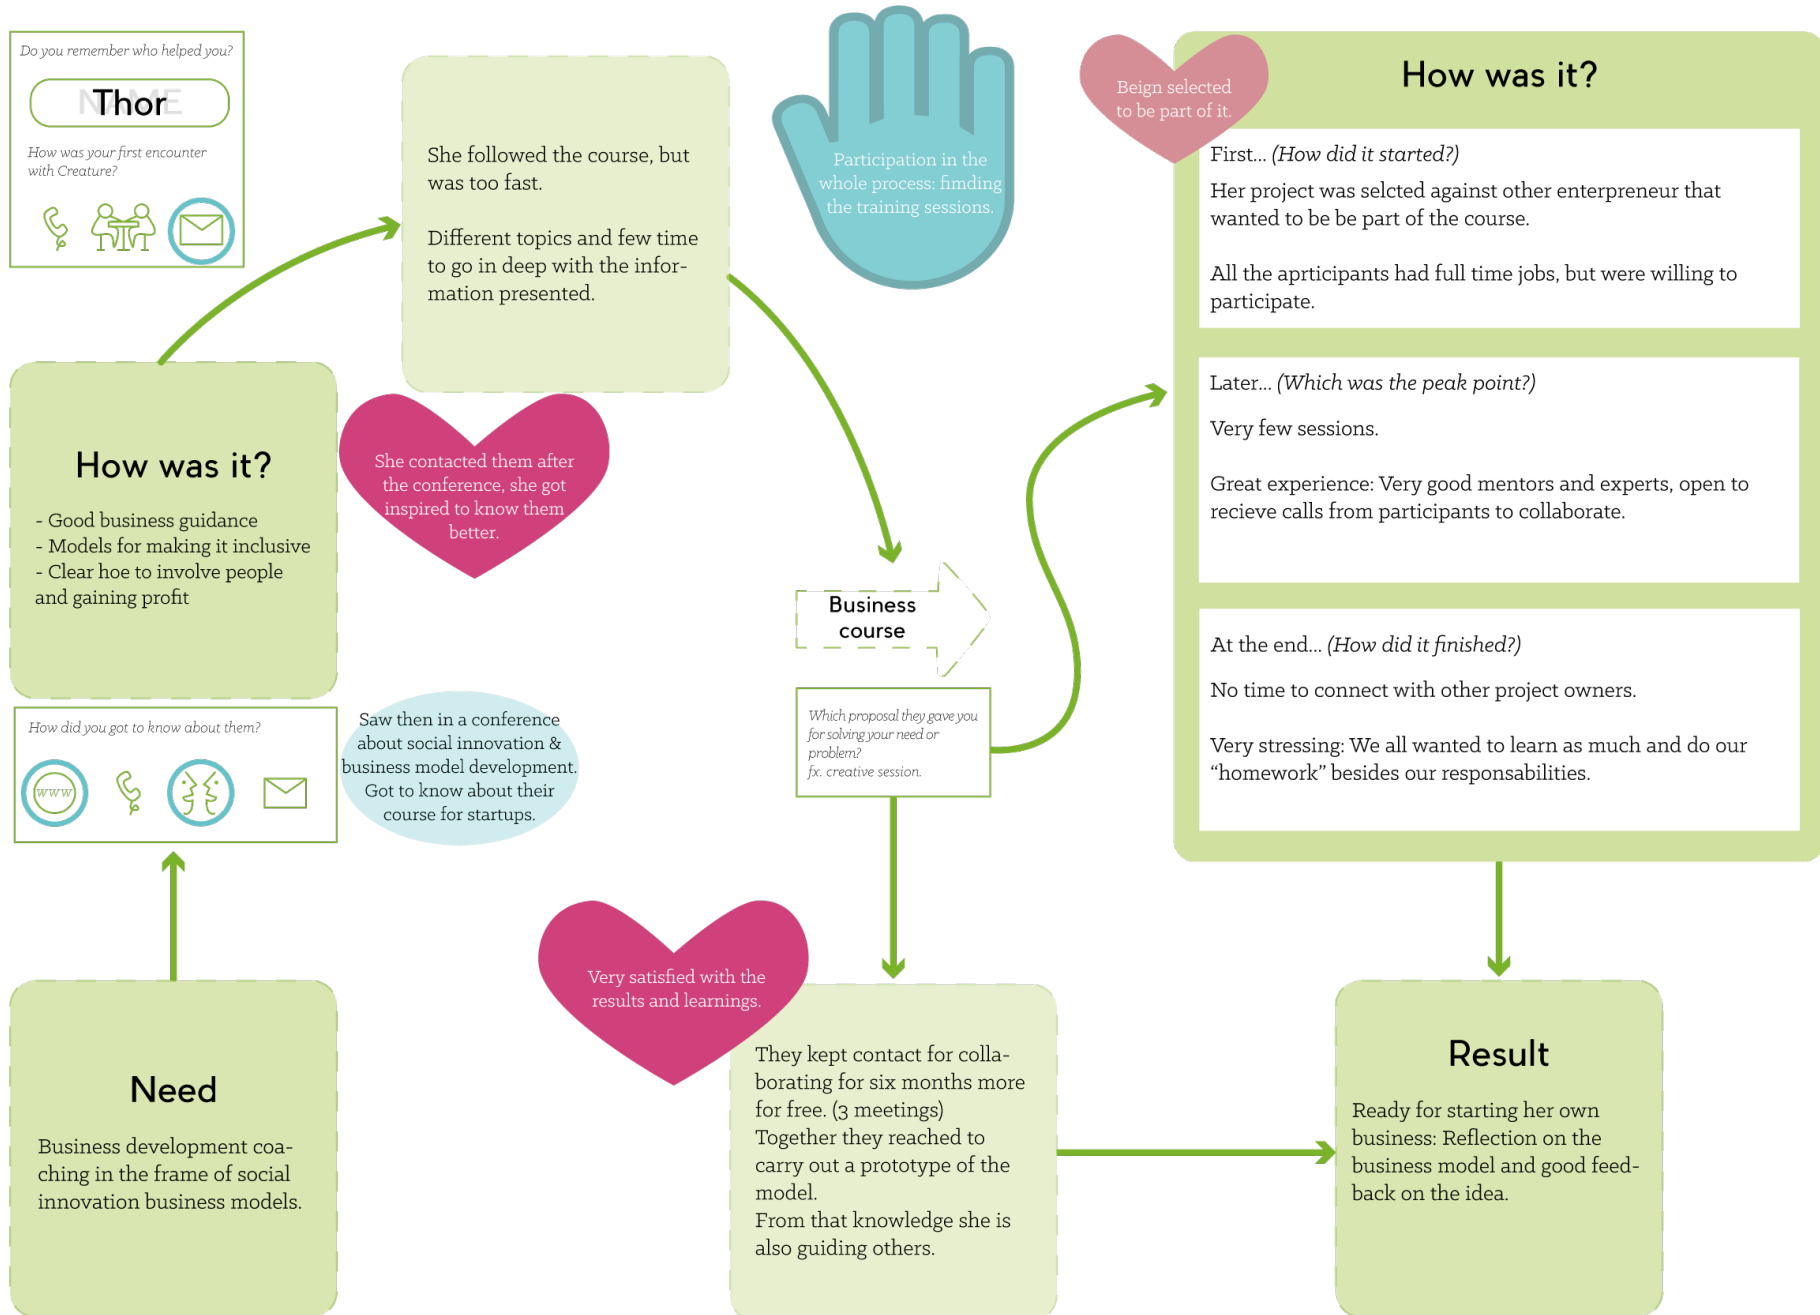 Do you remember who helped you?
NAME
Thor
How was your first encounter
with Creature?
She followed the course, but
was too fast.
Different topics and few time
to go in deep with the infor-
mation presented.
Participation in the
whole process: fimding
the training sessions.
Beign selected
to be part of it.
How was it?
First... (How did it started?)
Her project was selcted against other enterpreneur that
wanted to be be part of the course.
All the aprticipants had full time jobs, but were willing to
participate.
Later... (Which was the peak point?)
Very few sessions.
Great experience: Very good mentors and experts, open to
recieve calls from participants to collaborate.
At the end... (How did it finished?)
No time to connect with other project owners.
Very stressing: We all wanted to learn as much and do our
“homework” besides our responsabilities.
How was it?
- Good business guidance
- Models for making it inclusive
- Clear hoe to involve people
and gaining profit
She contacted them after
the conference, she got
inspired to know them
better.
Business
course
Which proposal they gave you
for solving your need or
problem?
fx. creative session.
How did you got to know about them?
www
Saw then in a conference
about social innovation &
business model development.
Got to know about their
course for startups.
Very satisfied with the
results and learnings.
Need
Business development coa-
ching in the frame of social
innovation business models.
They kept contact for colla-
borating for six months more
for free. (3 meetings)
Together they reached to
carry out a prototype of the
model.
From that knowledge she is
also guiding others.
Result
Ready for starting her own
business: Reflection on the
business model and good feed-
back on the idea.